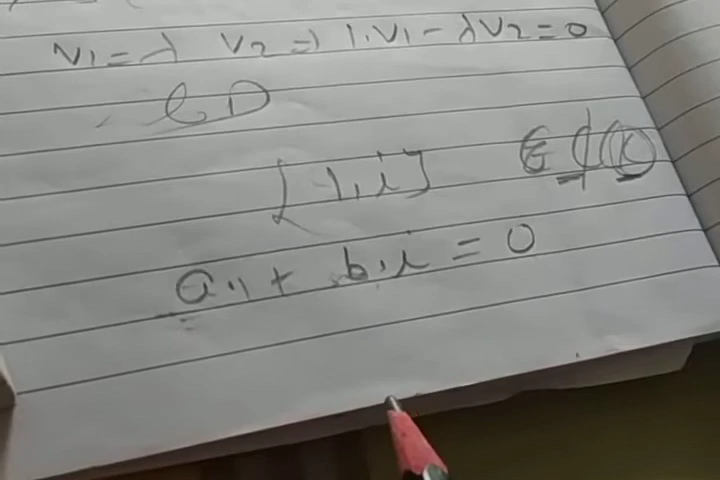 V1 = λ V2 ⇒ 1.V1 - λV2 = 0
LD
[1, i] ∈ ₵(ℝ)
a.1 + b.i = 0